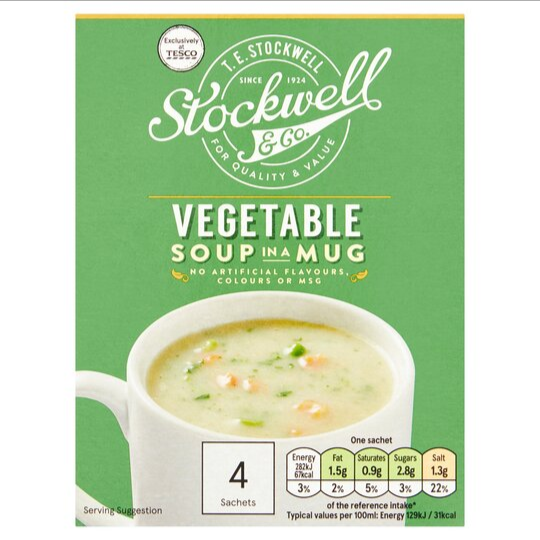 Exclusively
at
TESCO
T. E. STOCKWELL
SINCE 1924
Stockwell
& Co.
FOR QUALITY & VALUE
VEGETABLE
SOUP IN A MUG
NO ARTIFICIAL FLAVOURS,
COLOURS OR MSG
4
Sachets
Serving Suggestion
One sachet
Energy Fat Saturates Sugars Salt
282kJ
67kcal 1.5g 0.9g 2.8g 1.3g
3% 2% 5% 3% 22%
of the reference intake*
Typical values per 100ml: Energy 129kJ / 31kcal